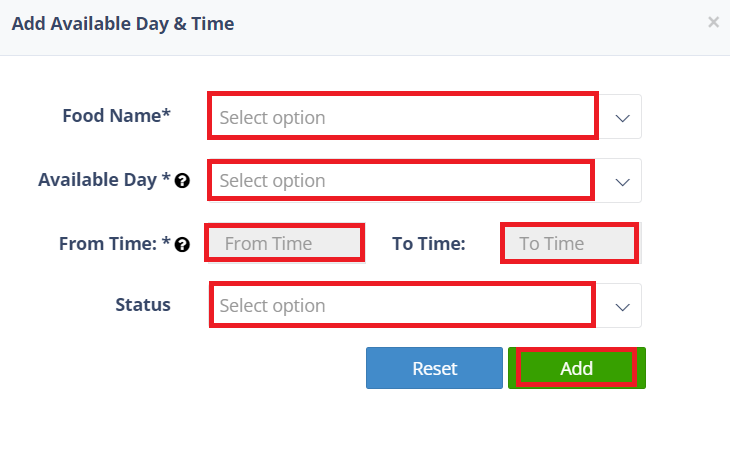 Add Available Day & Time ×
Food Name* Select option
Available Day * ? Select option
From Time: * ? From Time To Time: To Time
Status Select option
Reset Add